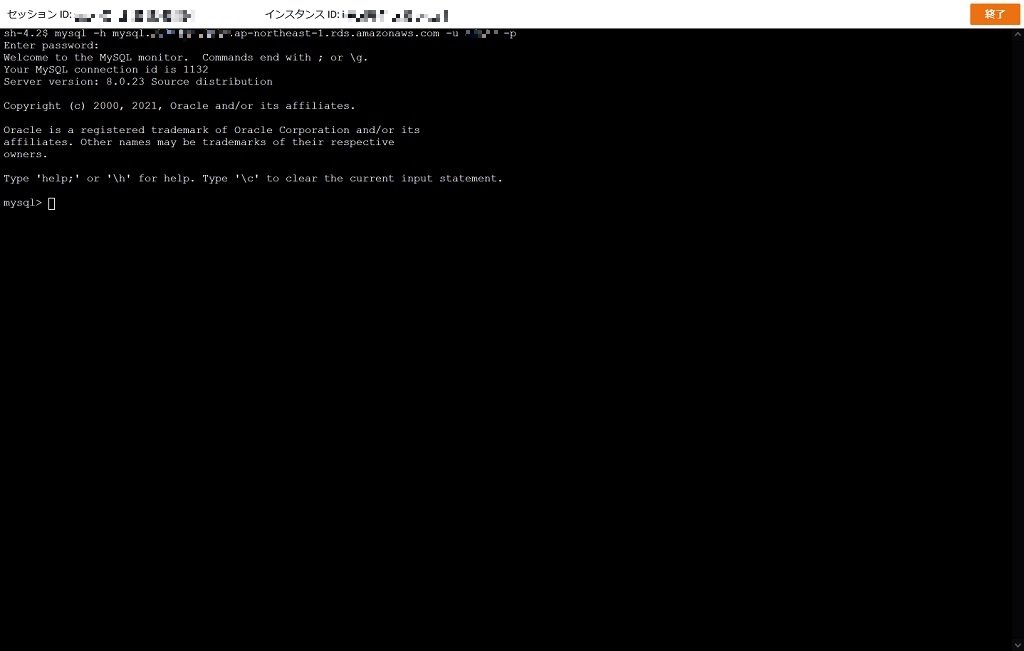 セッション ID: インスタンス ID: i 終了
sh-4.2$ mysql -h mysql. .ap-northeast-1.rds.amazonaws.com -u -p
Enter password:
Welcome to the MySQL monitor.  Commands end with ; or \g.
Your MySQL connection id is 1132
Server version: 8.0.23 Source distribution
Copyright (c) 2000, 2021, Oracle and/or its affiliates.
Oracle is a registered trademark of Oracle Corporation and/or its
affiliates. Other names may be trademarks of their respective
owners.
Type 'help;' or '\h' for help. Type '\c' to clear the current input statement.
mysql>